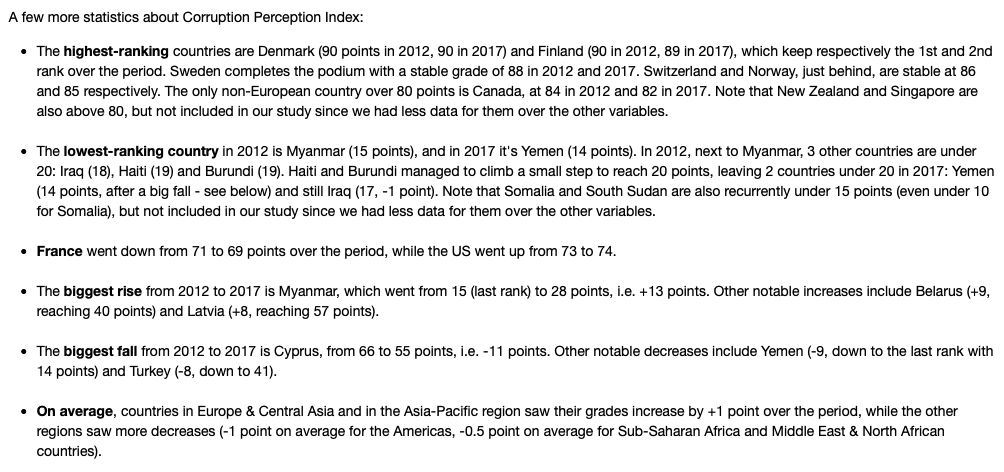 A few more statistics about Corruption Perception Index:
• The highest-ranking countries are Denmark (90 points in 2012, 90 in 2017) and Finland (90 in 2012, 89 in 2017), which keep respectively the 1st and 2nd
rank over the period. Sweden completes the podium with a stable grade of 88 in 2012 and 2017. Switzerland and Norway, just behind, are stable at 86
and 85 respectively. The only non-European country over 80 points is Canada, at 84 in 2012 and 82 in 2017. Note that New Zealand and Singapore are
also above 80, but not included in our study since we had less data for them over the other variables.
• The lowest-ranking country in 2012 is Myanmar (15 points), and in 2017 it's Yemen (14 points). In 2012, next to Myanmar, 3 other countries are under
20: Iraq (18), Haiti (19) and Burundi (19). Haiti and Burundi managed to climb a small step to reach 20 points, leaving 2 countries under 20 in 2017: Yemen
(14 points, after a big fall - see below) and still Iraq (17, -1 point). Note that Somalia and South Sudan are also recurrently under 15 points (even under 10
for Somalia), but not included in our study since we had less data for them over the other variables.
• France went down from 71 to 69 points over the period, while the US went up from 73 to 74.
• The biggest rise from 2012 to 2017 is Myanmar, which went from 15 (last rank) to 28 points, i.e. +13 points. Other notable increases include Belarus (+9,
reaching 40 points) and Latvia (+8, reaching 57 points).
• The biggest fall from 2012 to 2017 is Cyprus, from 66 to 55 points, i.e. -11 points. Other notable decreases include Yemen (-9, down to the last rank with
14 points) and Turkey (-8, down to 41).
• On average, countries in Europe & Central Asia and in the Asia-Pacific region saw their grades increase by +1 point over the period, while the other
regions saw more decreases (-1 point on average for the Americas, -0.5 point on average for Sub-Saharan Africa and Middle East & North African
countries).